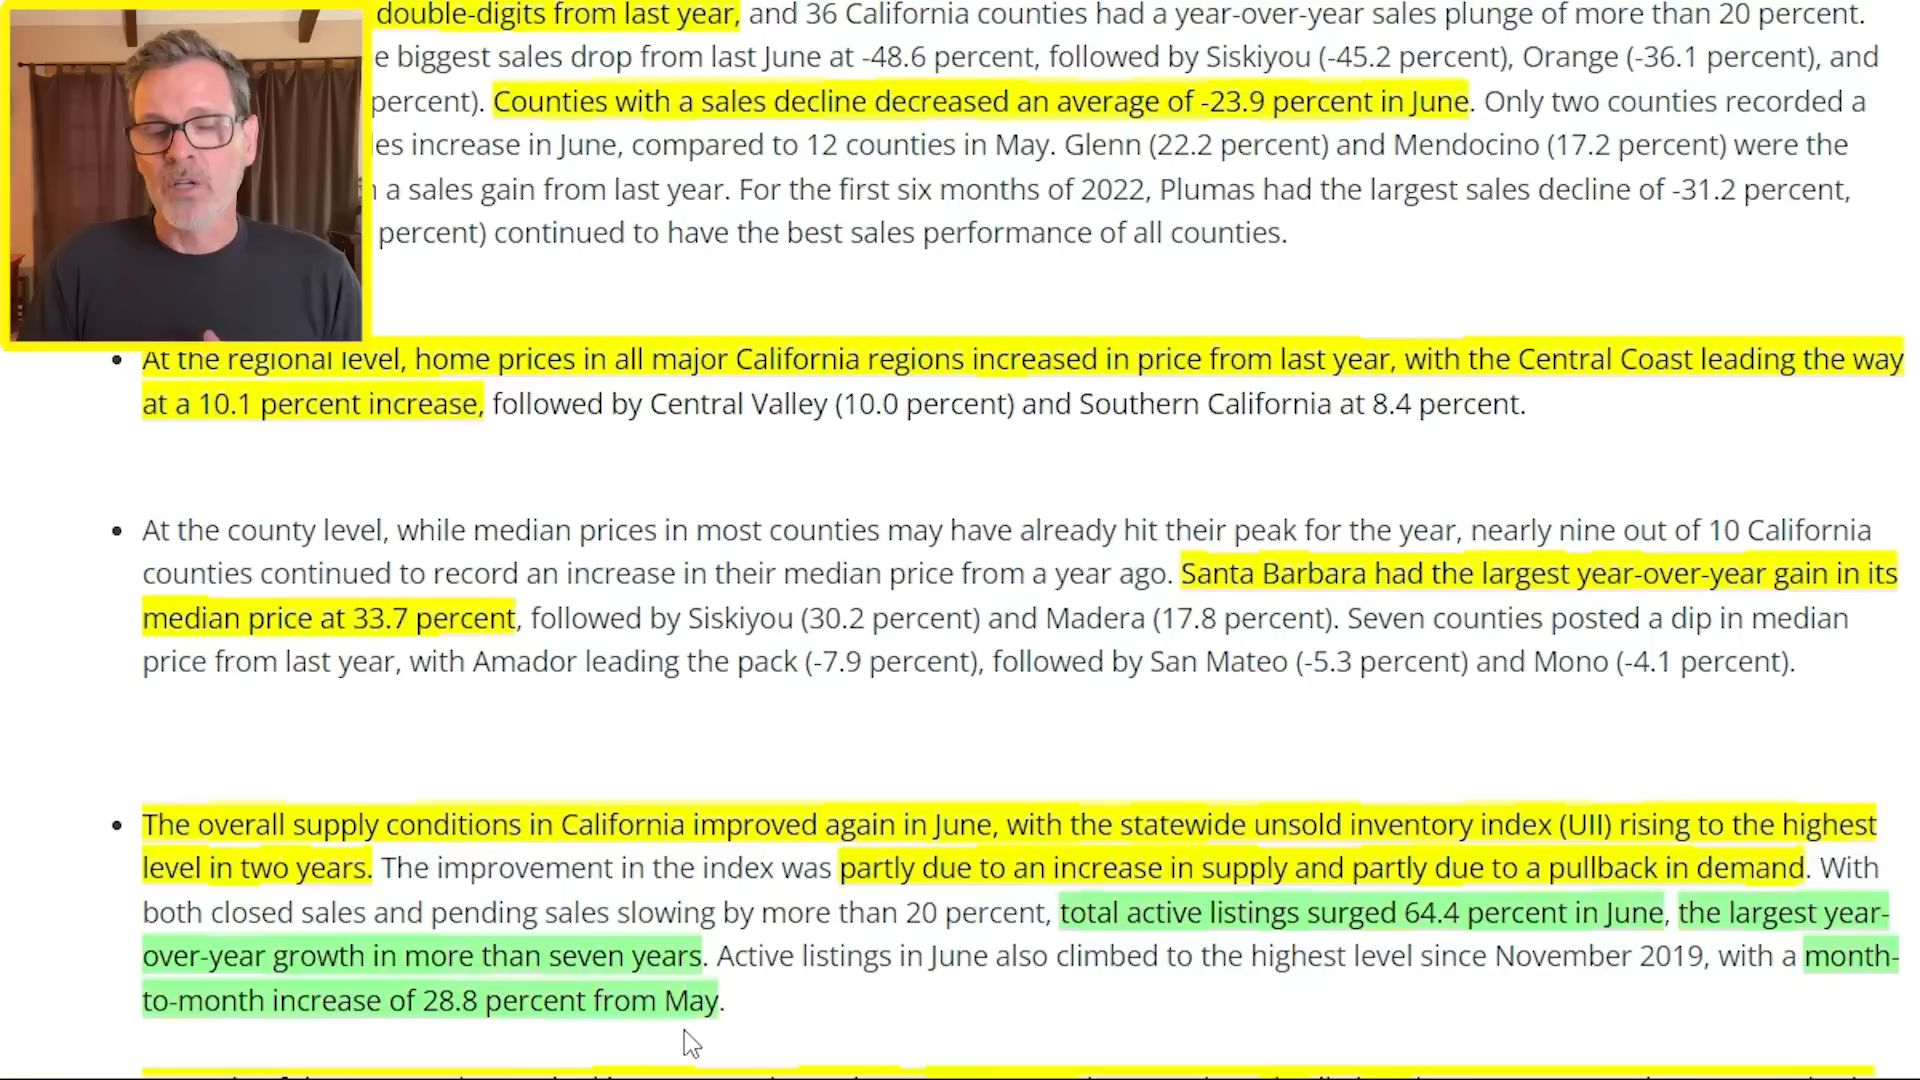 double-digits from last year, and 36 California counties had a year-over-year sales plunge of more than 20 percent.
e biggest sales drop from last June at -48.6 percent, followed by Siskiyou (-45.2 percent), Orange (-36.1 percent), and
percent). Counties with a sales decline decreased an average of -23.9 percent in June. Only two counties recorded a
es increase in June, compared to 12 counties in May. Glenn (22.2 percent) and Mendocino (17.2 percent) were the
a sales gain from last year. For the first six months of 2022, Plumas had the largest sales decline of -31.2 percent,
percent) continued to have the best sales performance of all counties.
• At the regional level, home prices in all major California regions increased in price from last year, with the Central Coast leading the way
at a 10.1 percent increase, followed by Central Valley (10.0 percent) and Southern California at 8.4 percent.
• At the county level, while median prices in most counties may have already hit their peak for the year, nearly nine out of 10 California
counties continued to record an increase in their median price from a year ago. Santa Barbara had the largest year-over-year gain in its
median price at 33.7 percent, followed by Siskiyou (30.2 percent) and Madera (17.8 percent). Seven counties posted a dip in median
price from last year, with Amador leading the pack (-7.9 percent), followed by San Mateo (-5.3 percent) and Mono (-4.1 percent).
• The overall supply conditions in California improved again in June, with the statewide unsold inventory index (UII) rising to the highest
level in two years. The improvement in the index was partly due to an increase in supply and partly due to a pullback in demand. With
both closed sales and pending sales slowing by more than 20 percent, total active listings surged 64.4 percent in June, the largest year-
over-year growth in more than seven years. Active listings in June also climbed to the highest level since November 2019, with a month-
to-month increase of 28.8 percent from May.